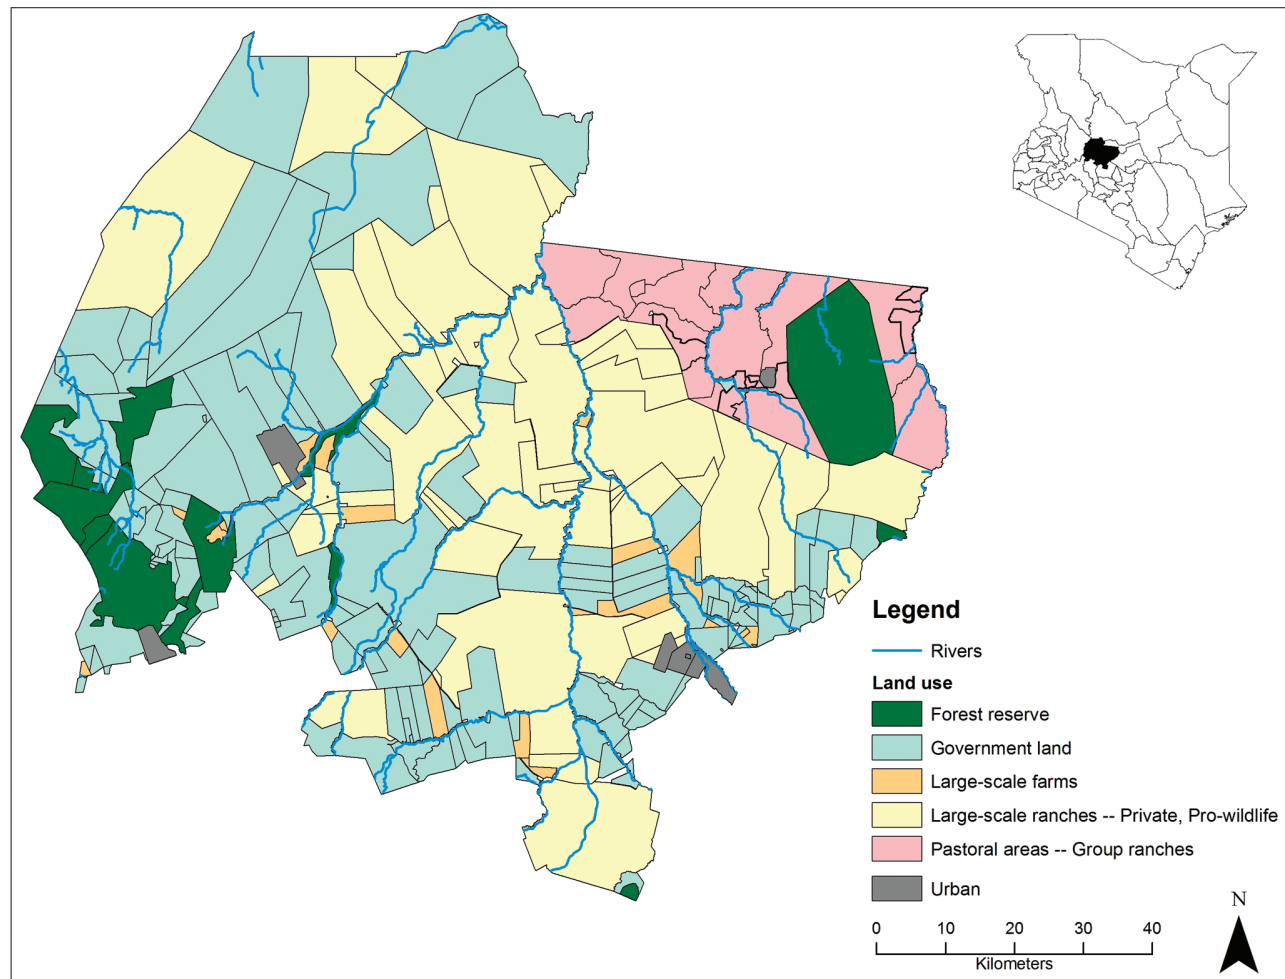 Legend
Rivers
Land use
Forest reserve
Government land
Large-scale farms
Large-scale ranches -- Private, Pro-wildlife
Pastoral areas -- Group ranches
Urban
N
0 10 20 30 40
Kilometers